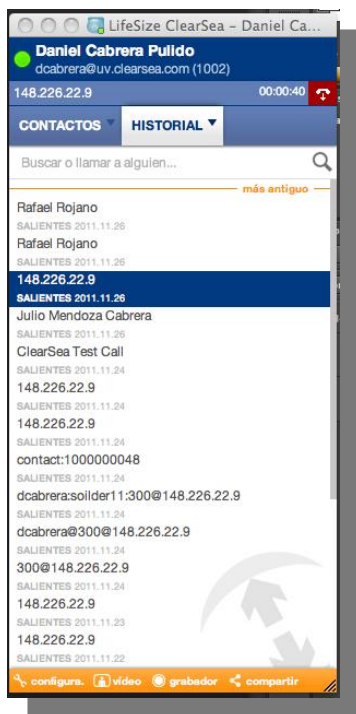 LifeSize ClearSea – Daniel Ca...
Daniel Cabrera Pulido
dcabrera@uv.clearsea.com (1002)
148.226.22.9 00:00:40
CONTACTOS HISTORIAL
Buscar o llamar a alguien...
más antiguo
Rafael Rojano
SALIENTES 2011.11.26
Rafael Rojano
SALIENTES 2011.11.26
148.226.22.9
SALIENTES 2011.11.26
Julio Mendoza Cabrera
SALIENTES 2011.11.26
ClearSea Test Call
SALIENTES 2011.11.24
148.226.22.9
SALIENTES 2011.11.24
148.226.22.9
SALIENTES 2011.11.24
contact:1000000048
SALIENTES 2011.11.24
dcabrera:soilder11:300@148.226.22.9
SALIENTES 2011.11.24
dcabrera@300@148.226.22.9
SALIENTES 2011.11.24
300@148.226.22.9
SALIENTES 2011.11.24
148.226.22.9
SALIENTES 2011.11.23
148.226.22.9
SALIENTES 2011.11.22
configura. vídeo grabador compartir